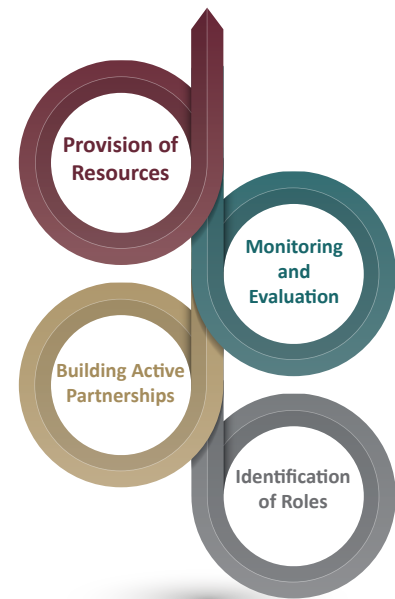 Provision of
Resources
Monitoring
and
Evaluation
Building Active
Partnerships
Identification
of Roles